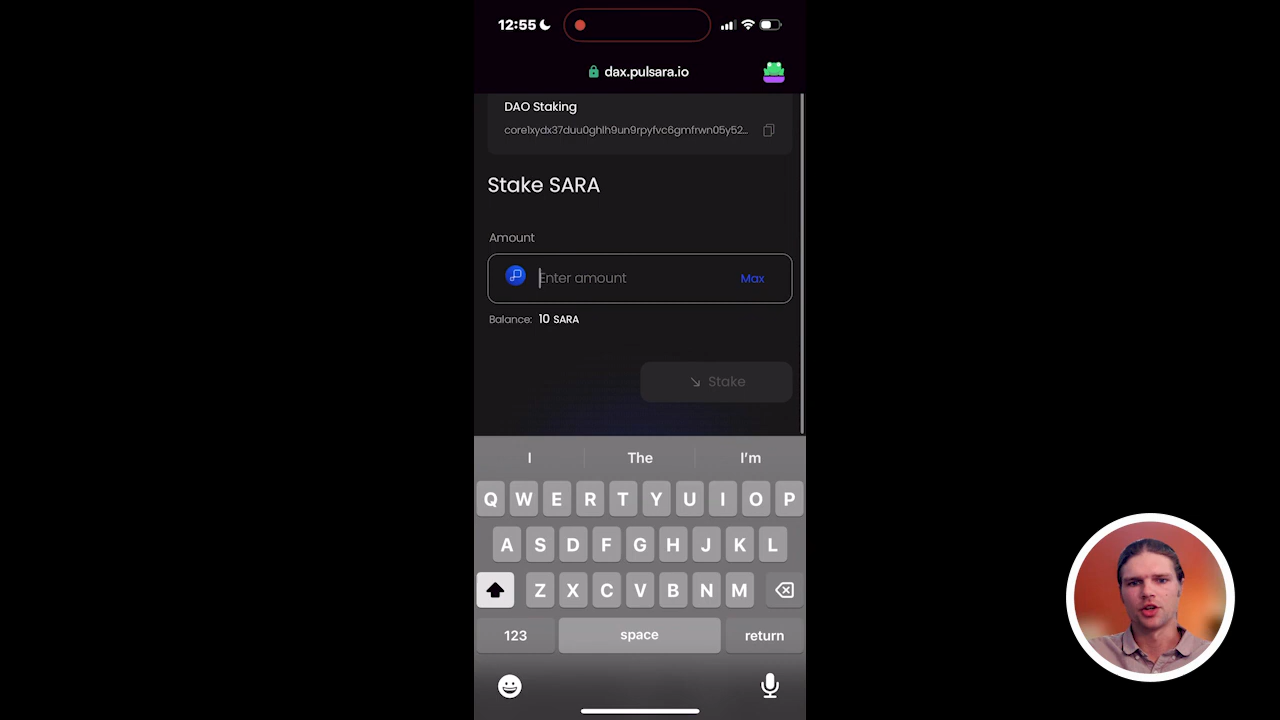 12:55
dax.pulsara.io
DAO Staking
core1xydx37duu0ghlh9un9rpyfvc6gmfrwn05y52...
Stake SARA
Amount
Enter amount
Max
Balance: 10 SARA
Stake
I The I'm
Q W E R T Y U I O P
A S D F G H J K L
Z X C V B N M
123 space return